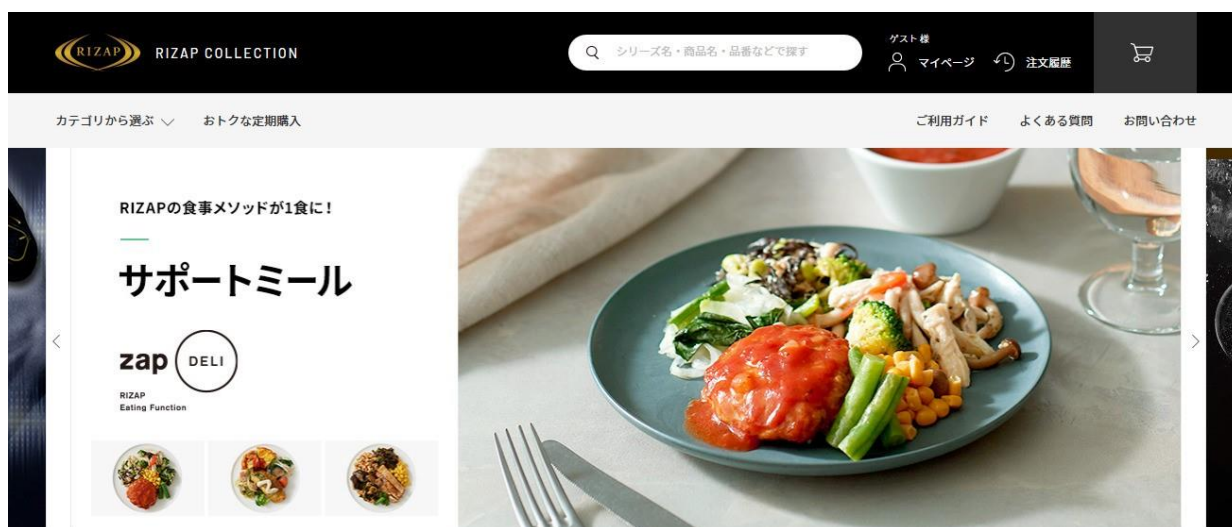 RIZAP
RIZAP COLLECTION
シリーズ名・商品名・品番などで探す
ゲスト様
マイページ
注文履歴
カテゴリから選ぶ
おトクな定期購入
ご利用ガイド
よくある質問
お問い合わせ
RIZAPの食事メソッドが1食に！
サポートミール
zap DELI
RIZAP
Eating Function